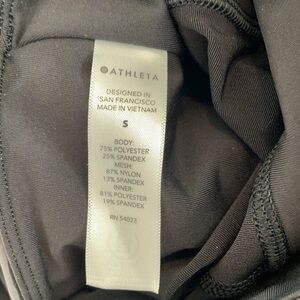 ATHLETA
DESIGNED IN
SAN FRANCISCO
MADE IN VIETNAM
S
BODY:
75% POLYESTER
25% SPANDEX
MESH:
87% NYLON
13% SPANDEX
INNER:
81% POLYESTER
19% SPANDEX
RN 54023